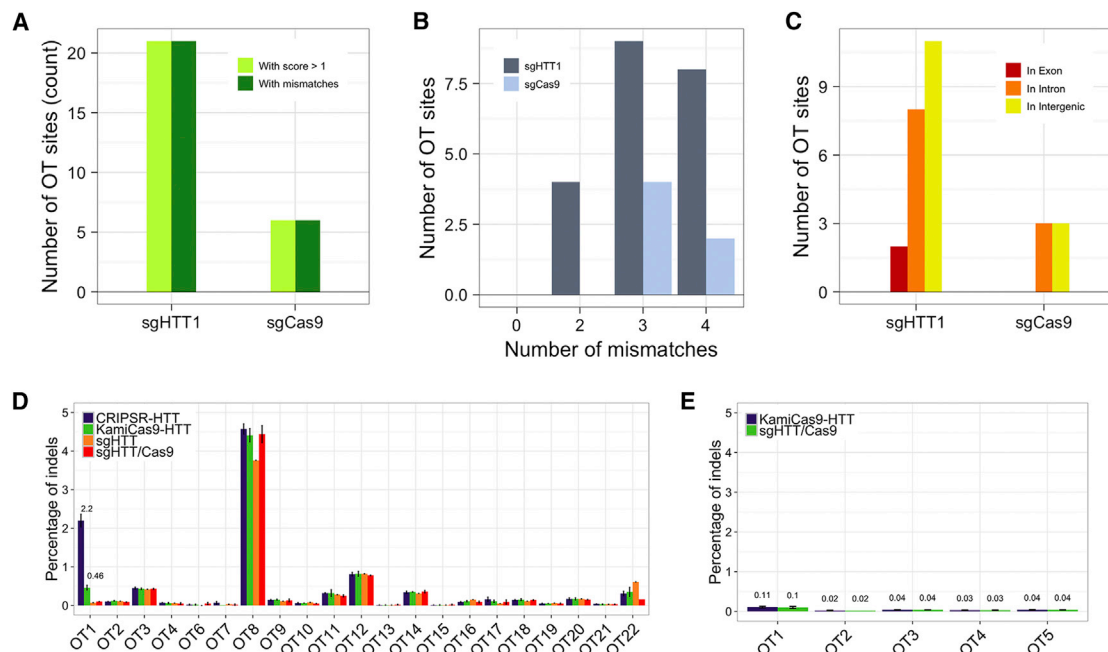 A
Number of OT sites (count)
20
15
10
5
0
With score > 1
With mismatches
sgHTT1
sgCas9
B
Number of OT sites
7.5
5.0
2.5
0.0
sgHTT1
sgCas9
0
2
3
4
Number of mismatches
C
Number of OT sites
9
6
3
0
In Exon
In Intron
In Intergenic
sgHTT1
sgCas9
D
Percentage of indels
5
4
3
2
1
0
CRIPSR-HTT
KamiCas9-HTT
sgHTT
sgHTT/Cas9
2.2
0.46
OT1
OT2
OT3
OT4
OT6
OT7
OT8
OT9
OT10
OT11
OT12
OT13
OT14
OT15
OT16
OT17
OT18
OT19
OT20
OT21
OT22
E
Percentage of indels
5
4
3
2
1
0
KamiCas9-HTT
sgHTT/Cas9
0.11
0.1
0.02
0.02
0.04
0.04
0.03
0.03
0.04
0.04
OT1
OT2
OT3
OT4
OT5